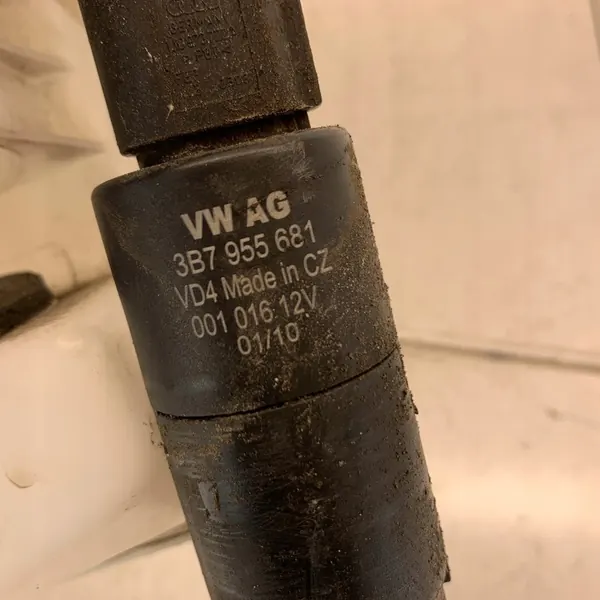 VW AG
3B7 955 681
VD4 Made in CZ
001 016 12V
01/10